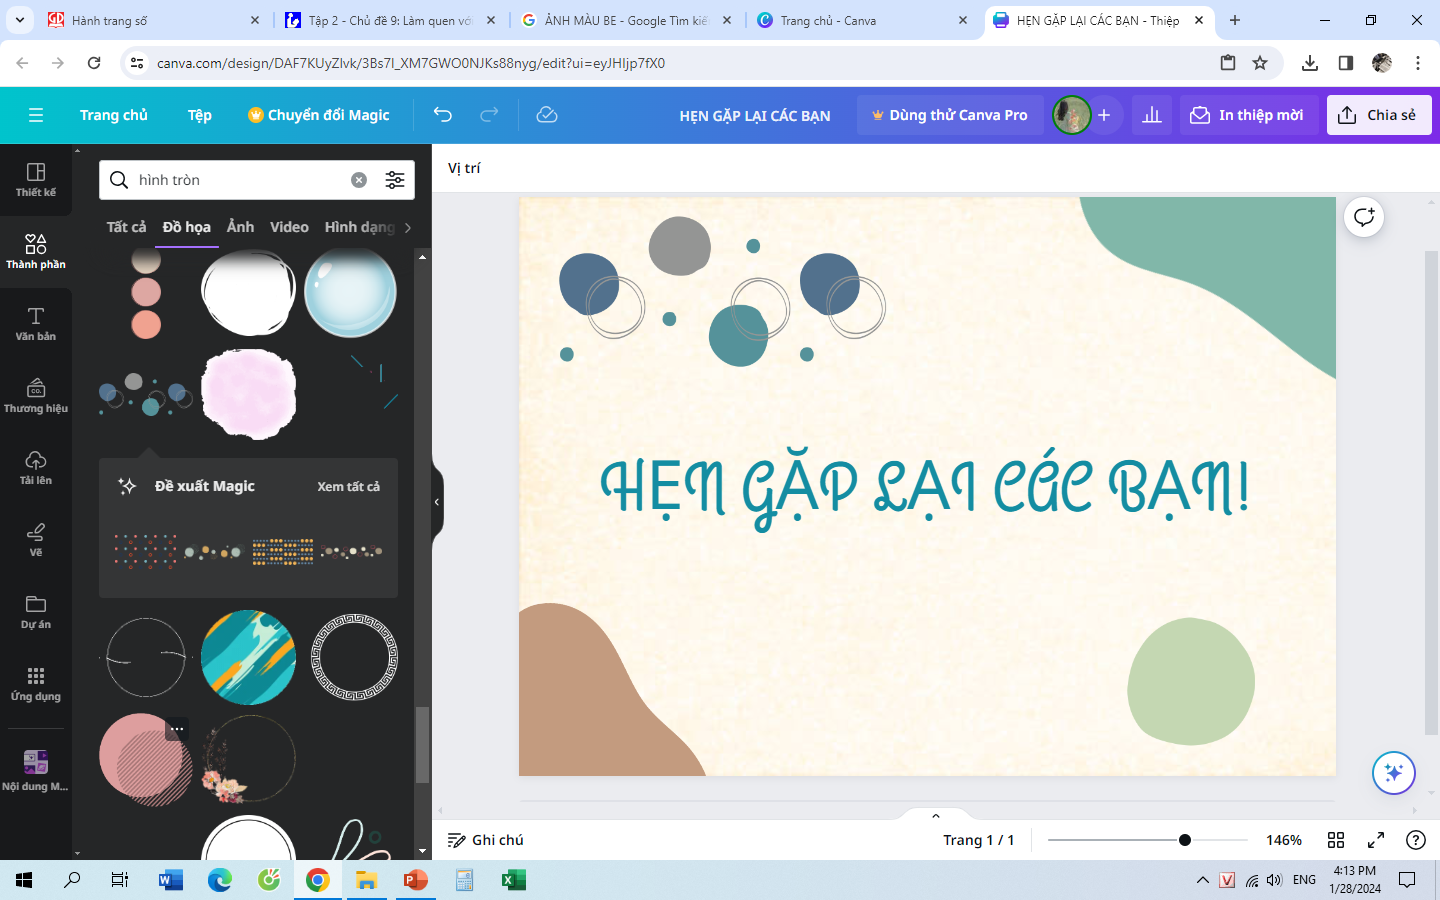 Hành trang số
Tập 2 - Chủ đề 9: Làm quen với
ẢNH MÀU BE - Google Tìm kiế
Trang chủ - Canva
HẸN GẶP LẠI CÁC BẠN - Thiệp
canva.com/design/DAF7KUyZlvk/3Bs7l_XM7GWO0NJKs88nyg/edit?ui=eyJHIjp7fX0
Trang chủ
Tệp
Chuyển đổi Magic
HẸN GẶP LẠI CÁC BẠN
Dùng thử Canva Pro
In thiệp mời
Chia sẻ
Thiết kế
Thành phần
Văn bản
Thương hiệu
Tải lên
Vẽ
Dự án
Ứng dụng
Nội dung M...
hình tròn
Tất cả
Đồ họa
Ảnh
Video
Hình dạng
Đề xuất Magic
Xem tất cả
Vị trí
HẸN GẶP LẠI CÁC BẠN!
Ghi chú
Trang 1 / 1
146%
ENG
4:13 PM
1/28/2024